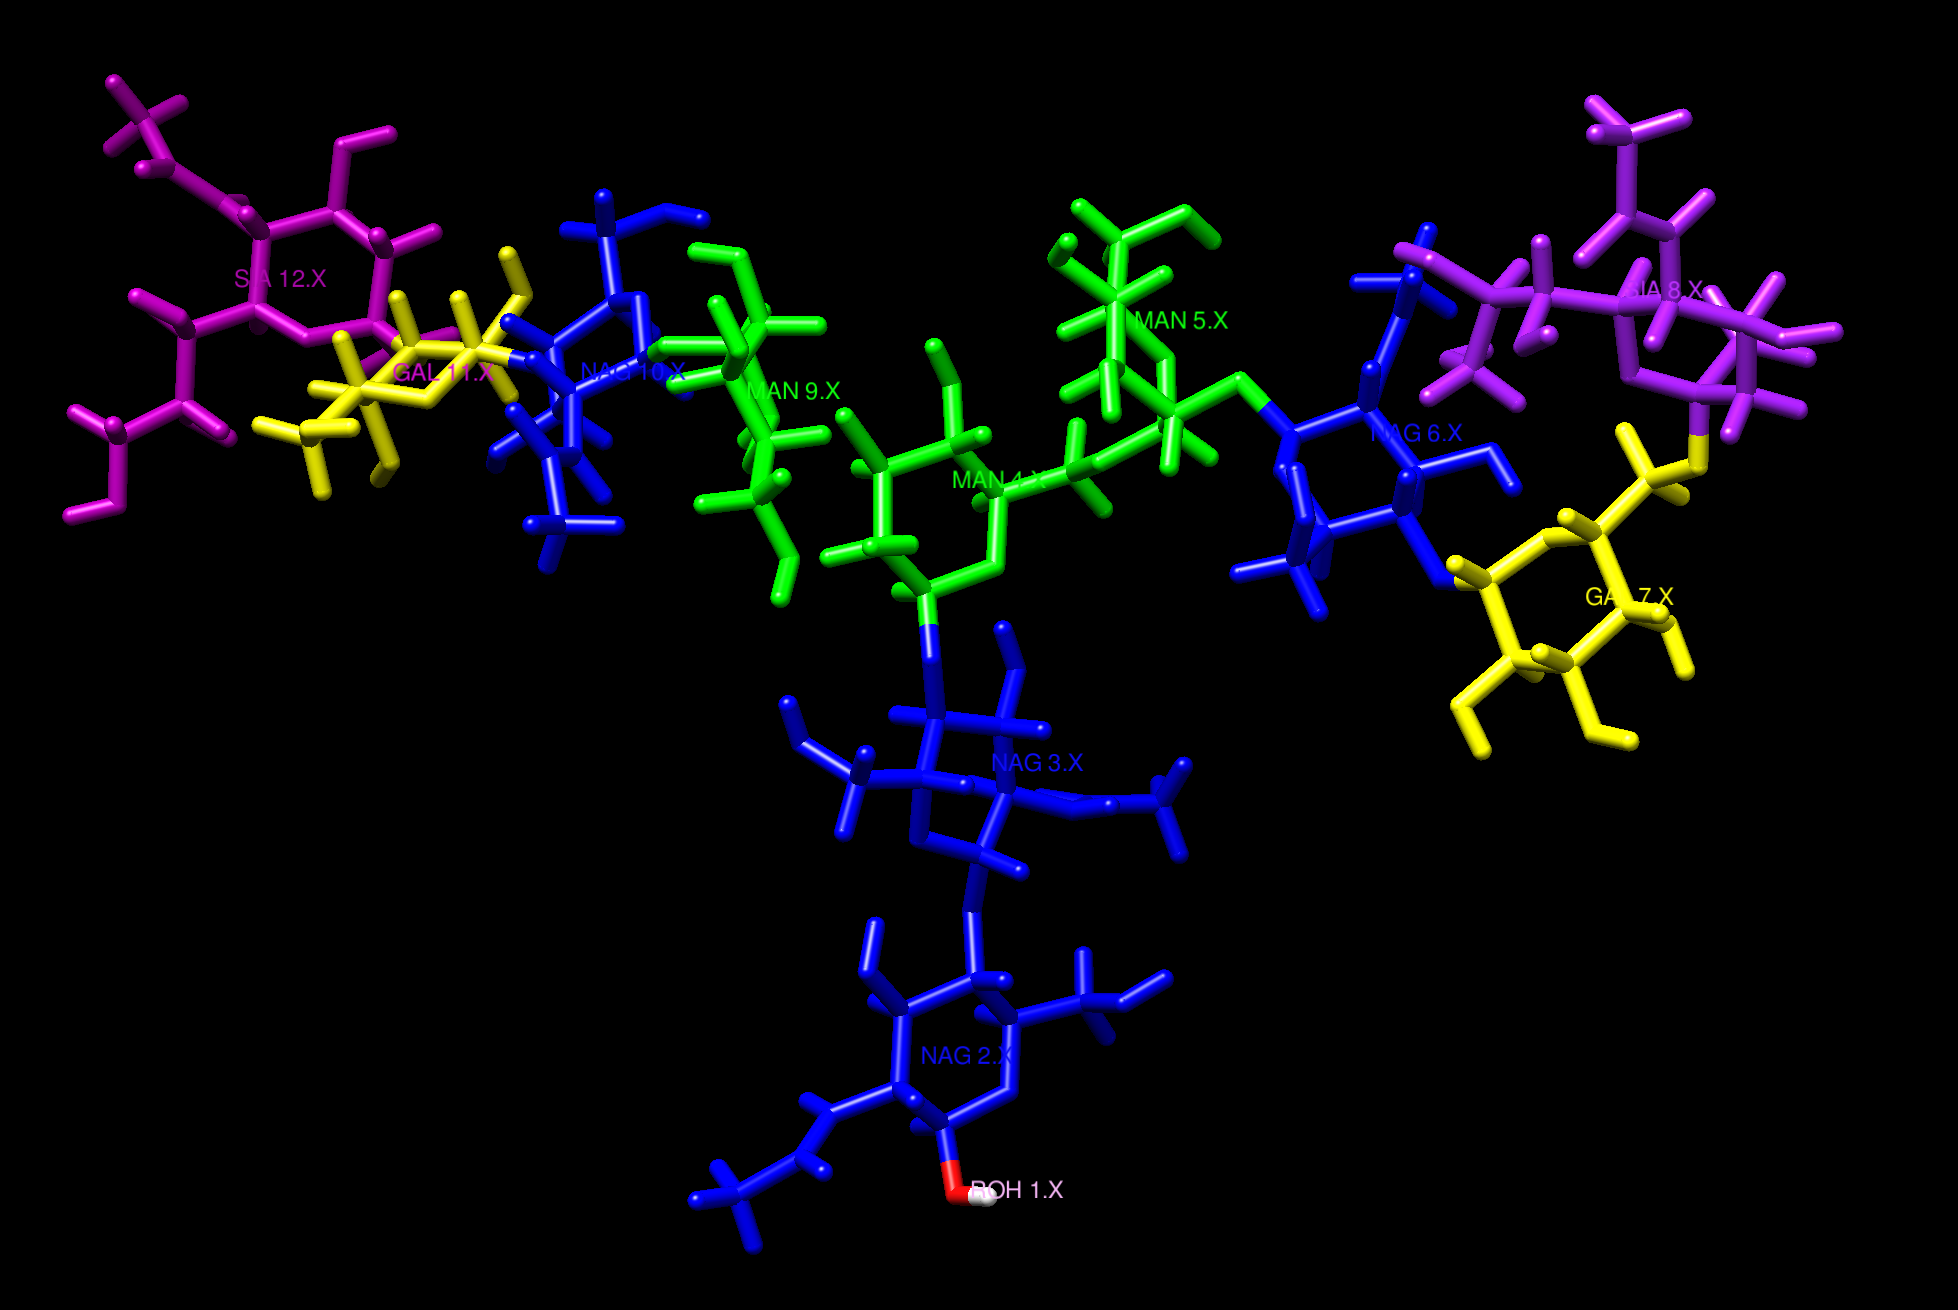 SIA 12.X
SIA 8.X
MAN 5.X
GAL 11.X
NAG 10.X
MAN 9.X
NAG 6.X
MAN 4.X
GAL 7.X
NAG 3.X
NAG 2.X
ROH 1.X